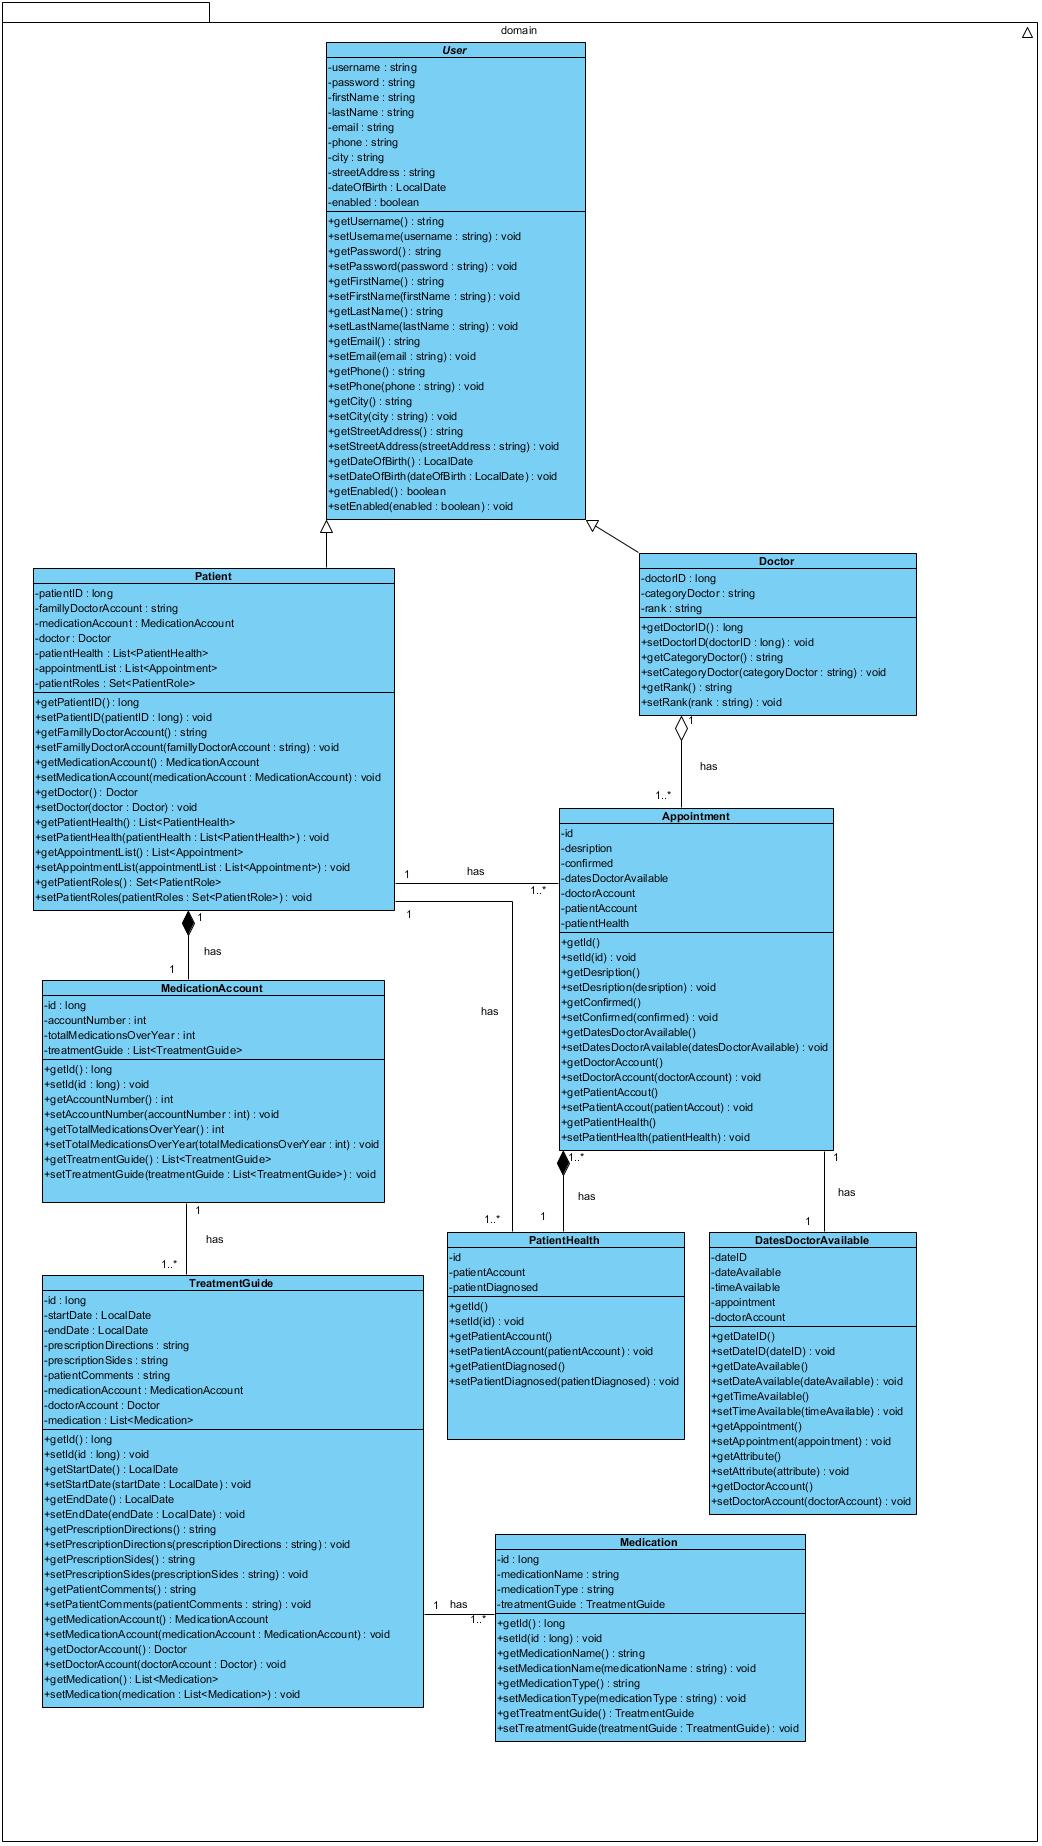 domain
User
-username : string
-password : string
-firstName : string
-lastName : string
-email : string
-phone : string
-city : string
-streetAddress : string
-dateOfBirth : LocalDate
-enabled : boolean
+getUsername() : string
+setUsername(username : string) : void
+getPassword() : string
+setPassword(password : string) : void
+getFirstName() : string
+setFirstName(firstName : string) : void
+getLastName() : string
+setLastName(lastName : string) : void
+getEmail() : string
+setEmail(email : string) : void
+getPhone() : string
+setPhone(phone : string) : void
+getCity() : string
+setCity(city : string) : void
+getStreetAddress() : string
+setStreetAddress(streetAddress : string) : void
+getDateOfBirth() : LocalDate
+setDateOfBirth(dateOfBirth : LocalDate) : void
+getEnabled() : boolean
+setEnabled(enabled : boolean) : void
Patient
-patientID : long
-famillyDoctorAccount : string
-medicationAccount : MedicationAccount
-doctor : Doctor
-patientHealth : List<PatientHealth>
-appointmentList : List<Appointment>
-patientRoles : Set<PatientRole>
+getPatientID() : long
+setPatientID(patientID : long) : void
+getFamillyDoctorAccount() : string
+setFamillyDoctorAccount(famillyDoctorAccount : string) : void
+getMedicationAccount() : MedicationAccount
+setMedicationAccount(medicationAccount : MedicationAccount) : void
+getDoctor() : Doctor
+setDoctor(doctor : Doctor) : void
+getPatientHealth() : List<PatientHealth>
+setPatientHealth(patientHealth : List<PatientHealth>) : void
+getAppointmentList() : List<Appointment>
+setAppointmentList(appointmentList : List<Appointment>) : void
+getPatientRoles() : Set<PatientRole>
+setPatientRoles(patientRoles : Set<PatientRole>) : void
Doctor
-doctorID : long
-categoryDoctor : string
-rank : string
+getDoctorID() : long
+setDoctorID(doctorID : long) : void
+getCategoryDoctor() : string
+setCategoryDoctor(categoryDoctor : string) : void
+getRank() : string
+setRank(rank : string) : void
1
has
1..*
Appointment
-id
-desription
-confirmed
-datesDoctorAvailable
-doctorAccount
-patientAccount
-patientHealth
+getId()
+setId(id) : void
+getDesription()
+setDesription(desription) : void
+getConfirmed()
+setConfirmed(confirmed) : void
+getDatesDoctorAvailable()
+setDatesDoctorAvailable(datesDoctorAvailable) : void
+getDoctorAccount()
+setDoctorAccount(doctorAccount) : void
+getPatientAccout()
+setPatientAccout(patientAccout) : void
+getPatientHealth()
+setPatientHealth(patientHealth) : void
1
has
1..*
1
has
1..*
1
has
1
MedicationAccount
-id : long
-accountNumber : int
-totalMedicationsOverYear : int
-treatmentGuide : List<TreatmentGuide>
+getId() : long
+setId(id : long) : void
+getAccountNumber() : int
+setAccountNumber(accountNumber : int) : void
+getTotalMedicationsOverYear() : int
+setTotalMedicationsOverYear(totalMedicationsOverYear : int) : void
+getTreatmentGuide() : List<TreatmentGuide>
+setTreatmentGuide(treatmentGuide : List<TreatmentGuide>) : void
1..*
has
1
1
has
1
1
has
1..*
PatientHealth
-id
-patientAccount
-patientDiagnosed
+getId()
+setId(id) : void
+getPatientAccount()
+setPatientAccount(patientAccount) : void
+getPatientDiagnosed()
+setPatientDiagnosed(patientDiagnosed) : void
DatesDoctorAvailable
-dateID
-dateAvailable
-timeAvailable
-appointment
-doctorAccount
+getDateID()
+setDateID(dateID) : void
+getDateAvailable()
+setDateAvailable(dateAvailable) : void
+getTimeAvailable()
+setTimeAvailable(timeAvailable) : void
+getAppointment()
+setAppointment(appointment) : void
+getAttribute()
+setAttribute(attribute) : void
+getDoctorAccount()
+setDoctorAccount(doctorAccount) : void
TreatmentGuide
-id : long
-startDate : LocalDate
-endDate : LocalDate
-prescriptionDirections : string
-prescriptionSides : string
-patientComments : string
-medicationAccount : MedicationAccount
-doctorAccount : Doctor
-medication : List<Medication>
+getId() : long
+setId(id : long) : void
+getStartDate() : LocalDate
+setStartDate(startDate : LocalDate) : void
+getEndDate() : LocalDate
+setEndDate(endDate : LocalDate) : void
+getPrescriptionDirections() : string
+setPrescriptionDirections(prescriptionDirections : string) : void
+getPrescriptionSides() : string
+setPrescriptionSides(prescriptionSides : string) : void
+getPatientComments() : string
+setPatientComments(patientComments : string) : void
+getMedicationAccount() : MedicationAccount
+setMedicationAccount(medicationAccount : MedicationAccount) : void
+getDoctorAccount() : Doctor
+setDoctorAccount(doctorAccount : Doctor) : void
+getMedication() : List<Medication>
+setMedication(medication : List<Medication>) : void
1 has
1..*
Medication
-id : long
-medicationName : string
-medicationType : string
-treatmentGuide : TreatmentGuide
+getId() : long
+setId(id : long) : void
+getMedicationName() : string
+setMedicationName(medicationName : string) : void
+getMedicationType() : string
+setMedicationType(medicationType : string) : void
+getTreatmentGuide() : TreatmentGuide
+setTreatmentGuide(treatmentGuide : TreatmentGuide) : void